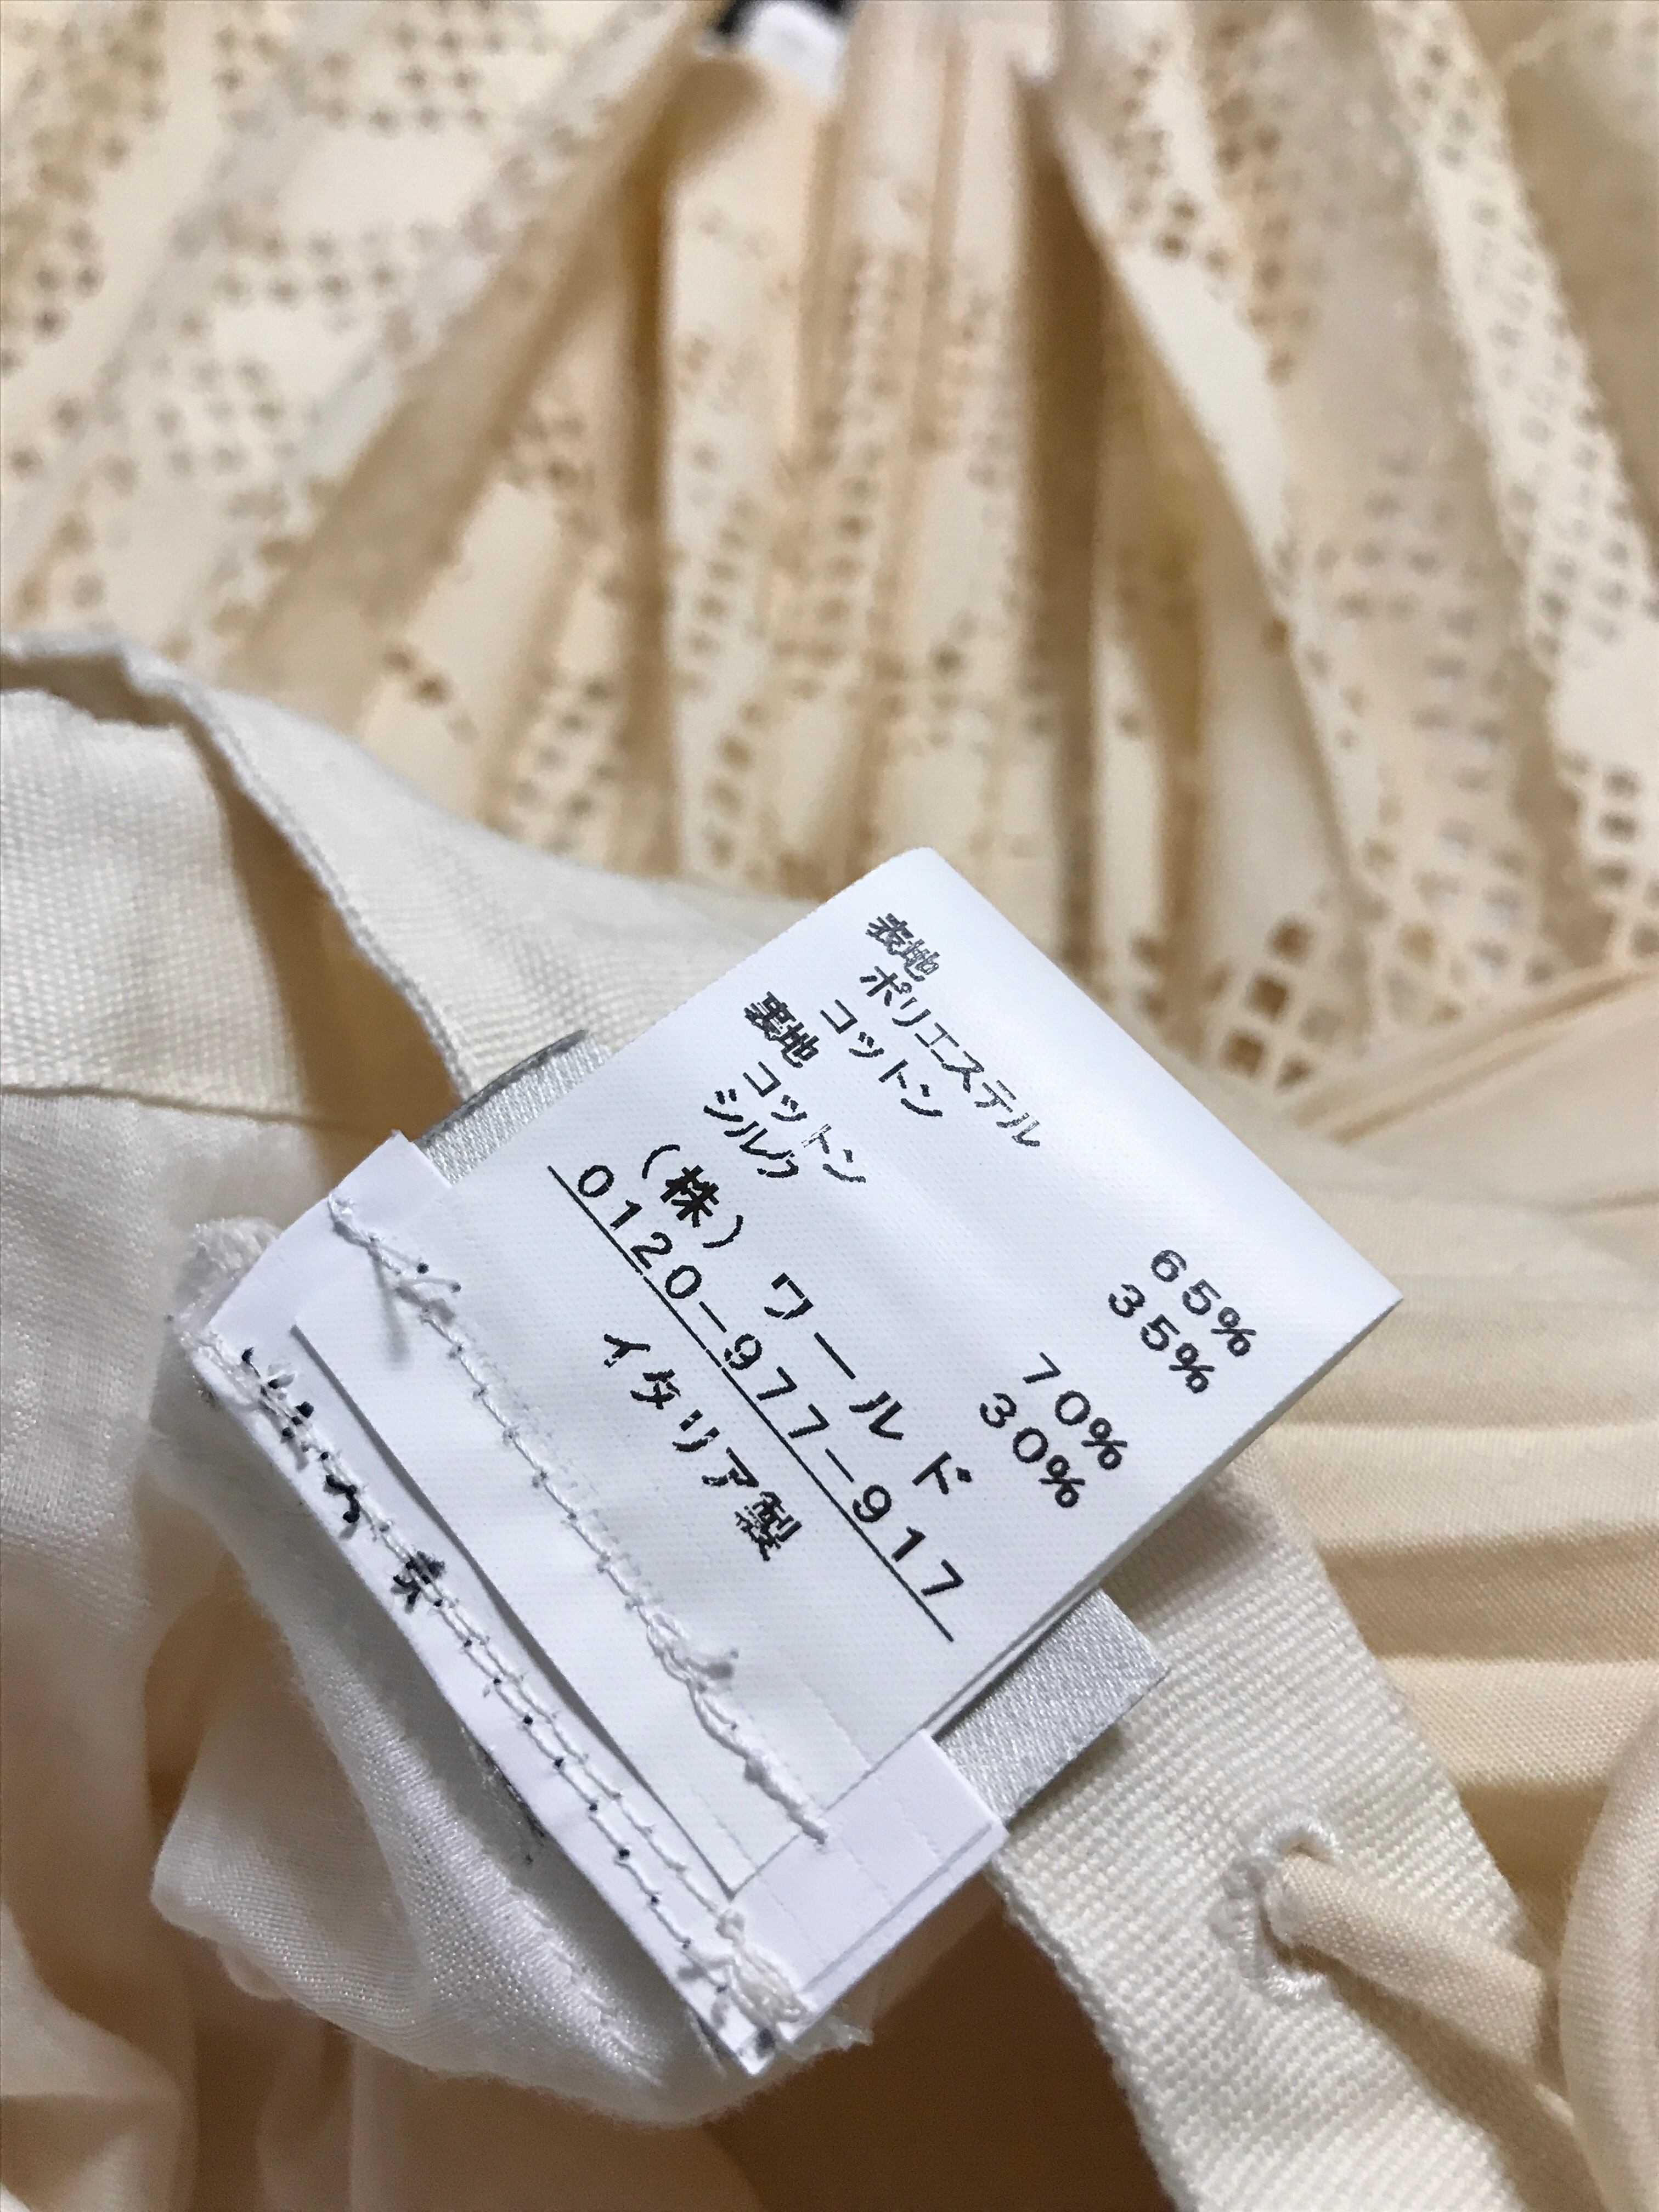 表地
ポリエステル 65%
コットン 35%
裏地
コットン 70%
シルク 30%
（株）ワールド
0120-977-917
イタリア製